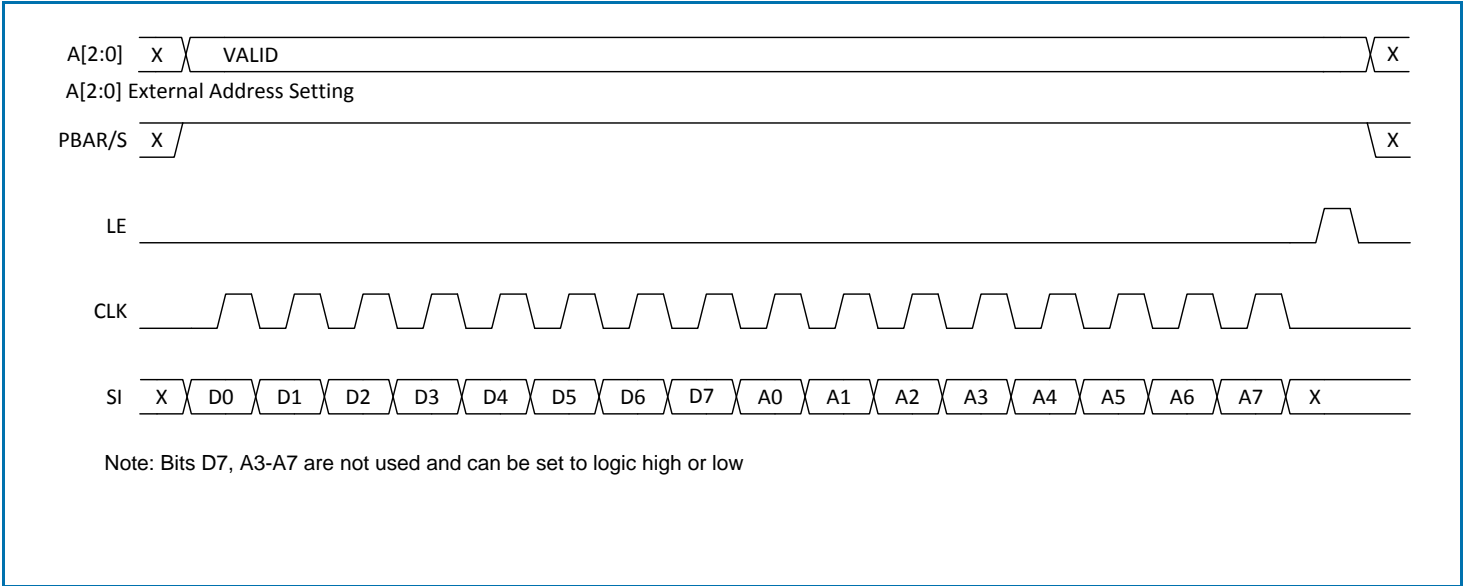 A[2:0] X VALID X
A[2:0] External Address Setting
PBAR/S X X
LE
CLK
SI X D0 D1 D2 D3 D4 D5 D6 D7 A0 A1 A2 A3 A4 A5 A6 A7 X
Note: Bits D7, A3-A7 are not used and can be set to logic high or low